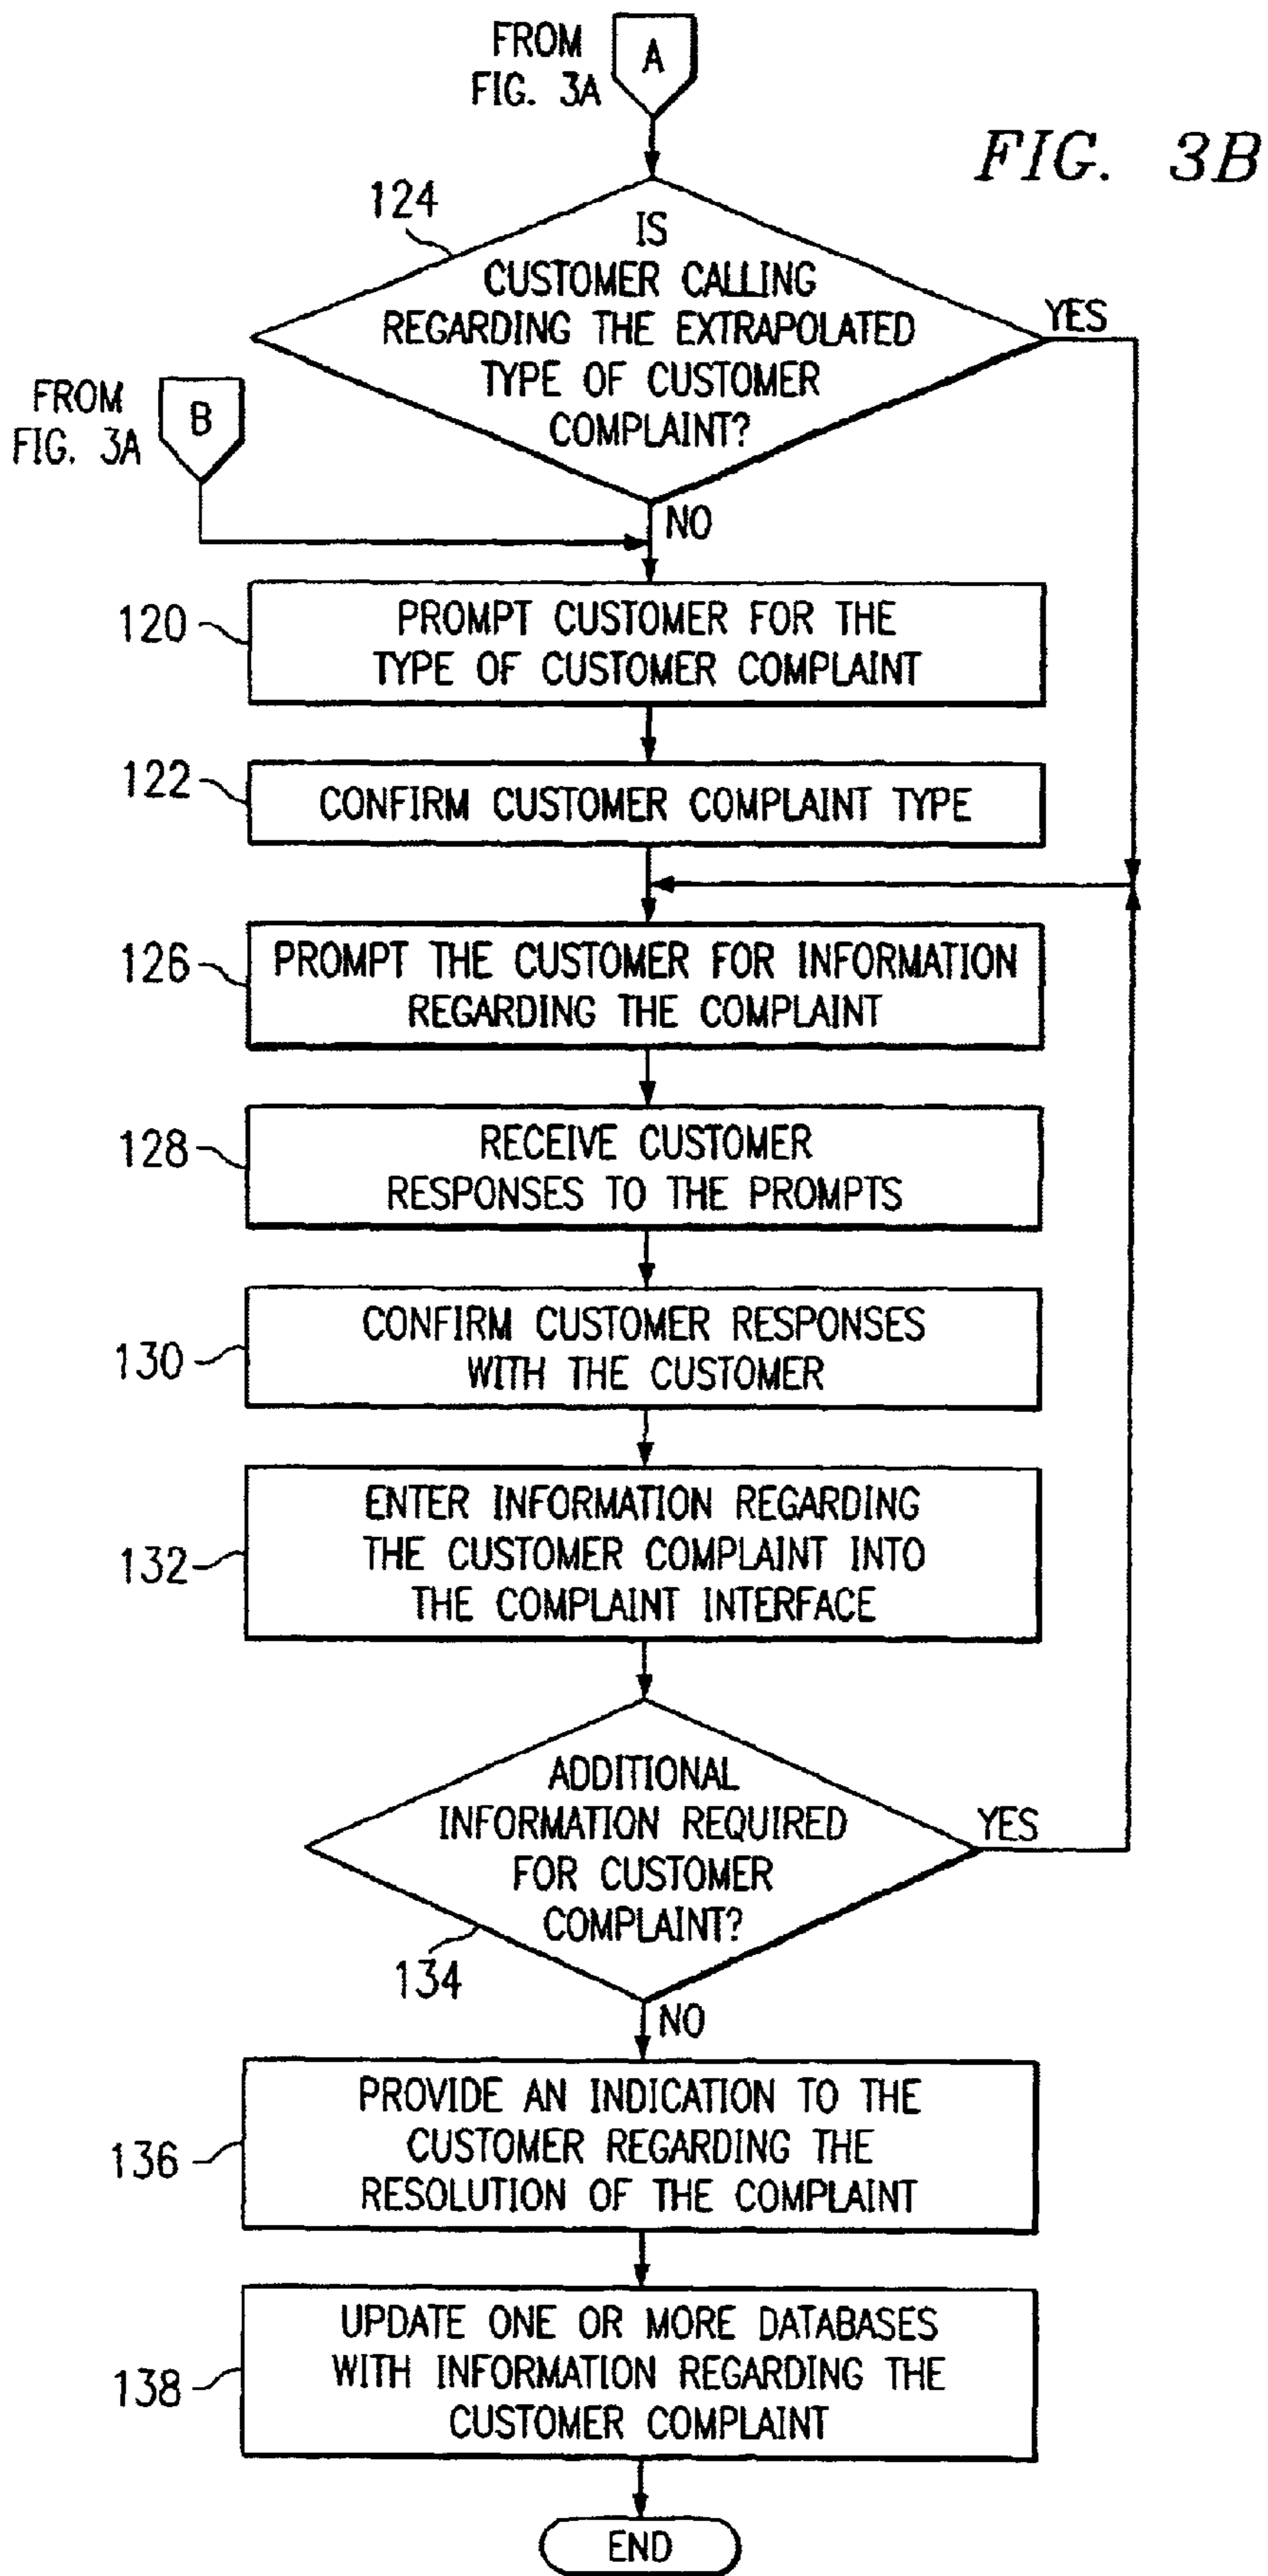 FROM
FIG. 3A
A
FIG. 3B
124
IS
CUSTOMER CALLING
REGARDING THE EXTRAPOLATED
TYPE OF CUSTOMER
COMPLAINT?
YES
FROM
FIG. 3A
B
NO
120
PROMPT CUSTOMER FOR THE
TYPE OF CUSTOMER COMPLAINT
122
CONFIRM CUSTOMER COMPLAINT TYPE
126
PROMPT THE CUSTOMER FOR INFORMATION
REGARDING THE COMPLAINT
128
RECEIVE CUSTOMER
RESPONSES TO THE PROMPTS
130
CONFIRM CUSTOMER RESPONSES
WITH THE CUSTOMER
132
ENTER INFORMATION REGARDING
THE CUSTOMER COMPLAINT INTO
THE COMPLAINT INTERFACE
ADDITIONAL
INFORMATION REQUIRED
FOR CUSTOMER
COMPLAINT?
YES
134
NO
136
PROVIDE AN INDICATION TO THE
CUSTOMER REGARDING THE
RESOLUTION OF THE COMPLAINT
138
UPDATE ONE OR MORE DATABASES
WITH INFORMATION REGARDING THE
CUSTOMER COMPLAINT
END